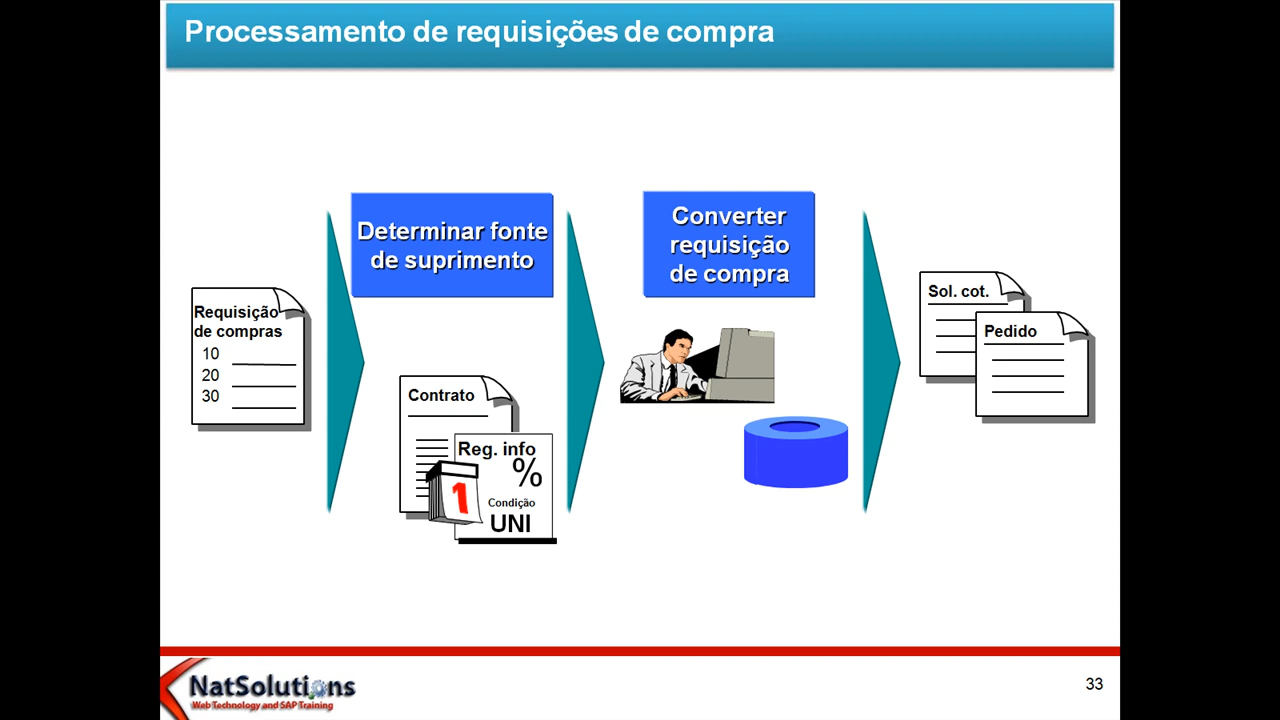 Processamento de requisições de compra
Requisição
de compras
10
20
30
Determinar fonte
de suprimento
Contrato
Reg. info
%
1
Condição
UNI
Converter
requisição
de compra
Sol. cot.
Pedido
NatSolutions
Web Technology and SAP Training
33